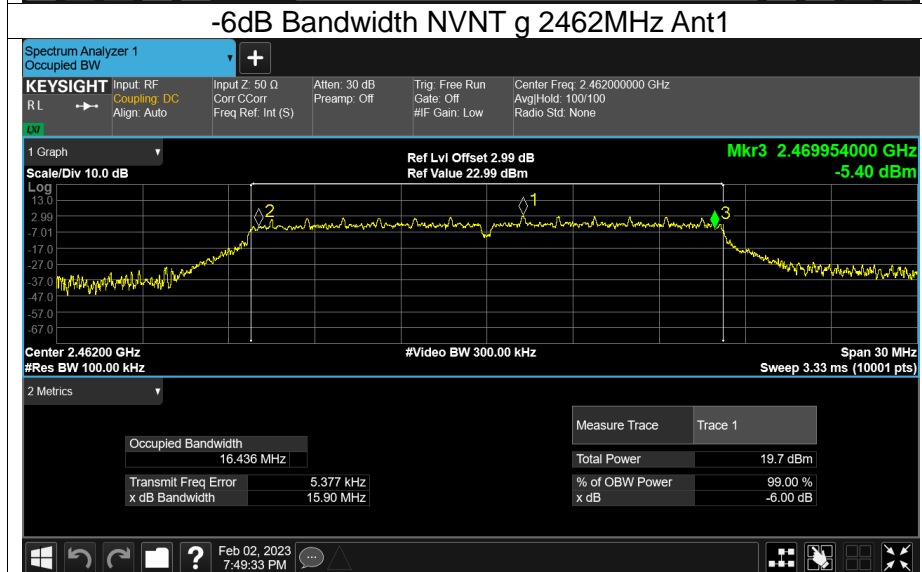 -6dB Bandwidth NVNT g 2462MHz Ant1
Spectrum Analyzer 1
Occupied BW
KEYSIGHT
RL
LXI
Input: RF
Coupling: DC
Align: Auto
Input Z: 50 Ω
Corr CCorr
Freq Ref: Int (S)
Atten: 30 dB
Preamp: Off
Trig: Free Run
Gate: Off
#IF Gain: Low
Center Freq: 2.462000000 GHz
Avg|Hold: 100/100
Radio Std: None
1 Graph
Scale/Div 10.0 dB
Ref Lvl Offset 2.99 dB
Ref Value 22.99 dBm
Mkr3 2.469954000 GHz
-5.40 dBm
Log
13.0
2.99
-7.01
-17.0
-27.0
-37.0
-47.0
-57.0
-67.0
2
1
3
Center 2.46200 GHz
#Res BW 100.00 kHz
#Video BW 300.00 kHz
Span 30 MHz
Sweep 3.33 ms (10001 pts)
2 Metrics
Occupied Bandwidth
16.436 MHz
Transmit Freq Error 5.377 kHz
x dB Bandwidth 15.90 MHz
Measure Trace Trace 1
Total Power 19.7 dBm
% of OBW Power 99.00 %
x dB -6.00 dB
?
Feb 02, 2023
7:49:33 PM